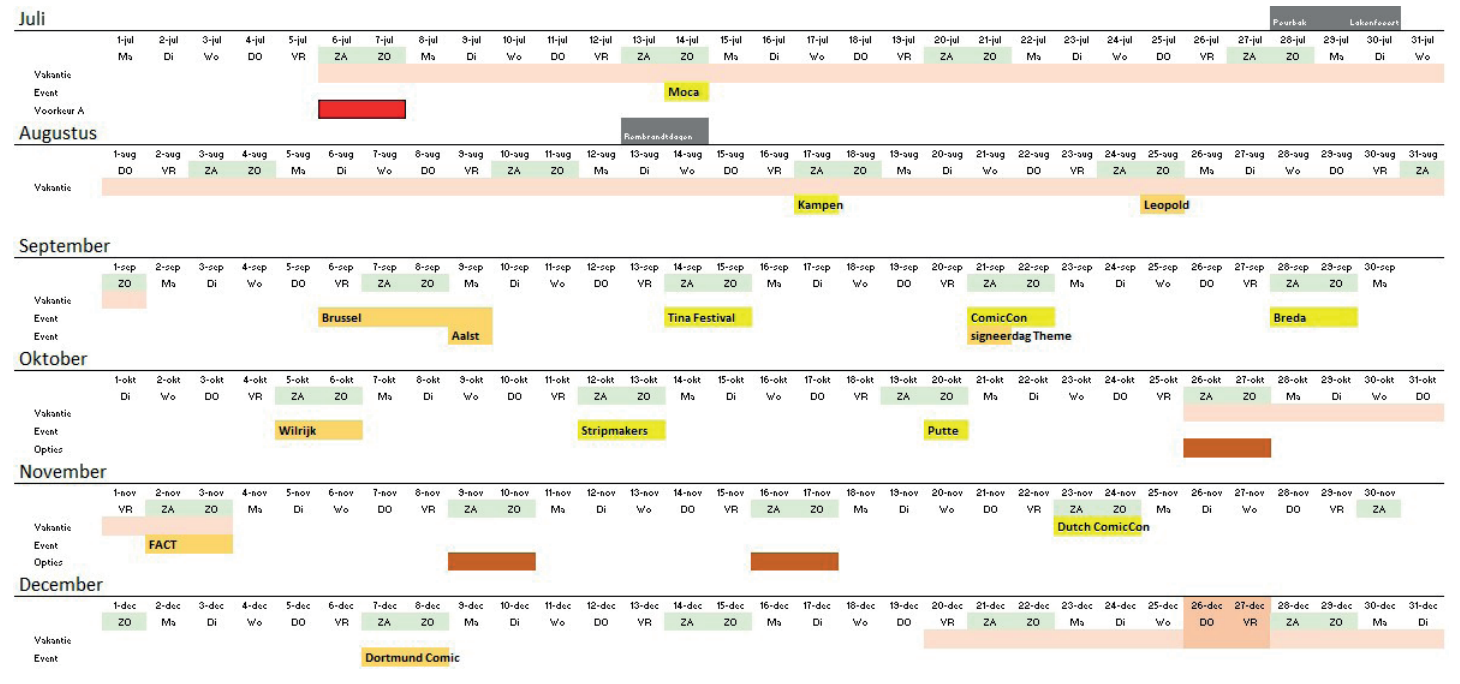 Juli
Peurbak Lakenfeest
1-jul 2-jul 3-jul 4-jul 5-jul 6-jul 7-jul 8-jul 9-jul 10-jul 11-jul 12-jul 13-jul 14-jul 15-jul 16-jul 17-jul 18-jul 19-jul 20-jul 21-jul 22-jul 23-jul 24-jul 25-jul 26-jul 27-jul 28-jul 29-jul 30-jul 31-jul
Ma Di Wo DO VR ZA ZO Ma Di Wo DO VR ZA ZO Ma Di Wo DO VR ZA ZO Ma Di Wo DO VR ZA ZO Ma Di Wo
Vakantie
Event Moca
Voorkeur A
Augustus
Rembrandtdagen
1-aug 2-aug 3-aug 4-aug 5-aug 6-aug 7-aug 8-aug 9-aug 10-aug 11-aug 12-aug 13-aug 14-aug 15-aug 16-aug 17-aug 18-aug 19-aug 20-aug 21-aug 22-aug 23-aug 24-aug 25-aug 26-aug 27-aug 28-aug 29-aug 30-aug 31-aug
DO VR ZA ZO Ma Di Wo DO VR ZA ZO Ma Di Wo DO VR ZA ZO Ma Di Wo DO VR ZA ZO Ma Di Wo DO VR ZA
Vakantie
Kampen Leopold
September
1-sep 2-sep 3-sep 4-sep 5-sep 6-sep 7-sep 8-sep 9-sep 10-sep 11-sep 12-sep 13-sep 14-sep 15-sep 16-sep 17-sep 18-sep 19-sep 20-sep 21-sep 22-sep 23-sep 24-sep 25-sep 26-sep 27-sep 28-sep 29-sep 30-sep
ZO Ma Di Wo DO VR ZA ZO Ma Di Wo DO VR ZA ZO Ma Di Wo DO VR ZA ZO Ma Di Wo DO VR ZA ZO Ma
Vakantie
Event Brussel Tina Festival ComicCon Breda
Event Aalst signeerdag Theme
Oktober
1-okt 2-okt 3-okt 4-okt 5-okt 6-okt 7-okt 8-okt 9-okt 10-okt 11-okt 12-okt 13-okt 14-okt 15-okt 16-okt 17-okt 18-okt 19-okt 20-okt 21-okt 22-okt 23-okt 24-okt 25-okt 26-okt 27-okt 28-okt 29-okt 30-okt 31-okt
Di Wo DO VR ZA ZO Ma Di Wo DO VR ZA ZO Ma Di Wo DO VR ZA ZO Ma Di Wo DO VR ZA ZO Ma Di Wo DO
Vakantie
Event Wilrijk Stripmakers Putte
Opties
November
1-nov 2-nov 3-nov 4-nov 5-nov 6-nov 7-nov 8-nov 9-nov 10-nov 11-nov 12-nov 13-nov 14-nov 15-nov 16-nov 17-nov 18-nov 19-nov 20-nov 21-nov 22-nov 23-nov 24-nov 25-nov 26-nov 27-nov 28-nov 29-nov 30-nov
VR ZA ZO Ma Di Wo DO VR ZA ZO Ma Di Wo DO VR ZA ZO Ma Di Wo DO VR ZA ZO Ma Di Wo DO VR ZA
Vakantie Dutch ComicCon
Event FACT
Opties
December
1-dec 2-dec 3-dec 4-dec 5-dec 6-dec 7-dec 8-dec 9-dec 10-dec 11-dec 12-dec 13-dec 14-dec 15-dec 16-dec 17-dec 18-dec 19-dec 20-dec 21-dec 22-dec 23-dec 24-dec 25-dec 26-dec 27-dec 28-dec 29-dec 30-dec 31-dec
ZO Ma Di Wo DO VR ZA ZO Ma Di Wo DO VR ZA ZO Ma Di Wo DO VR ZA ZO Ma Di Wo DO VR ZA ZO Ma Di
Vakantie
Event Dortmund Comic